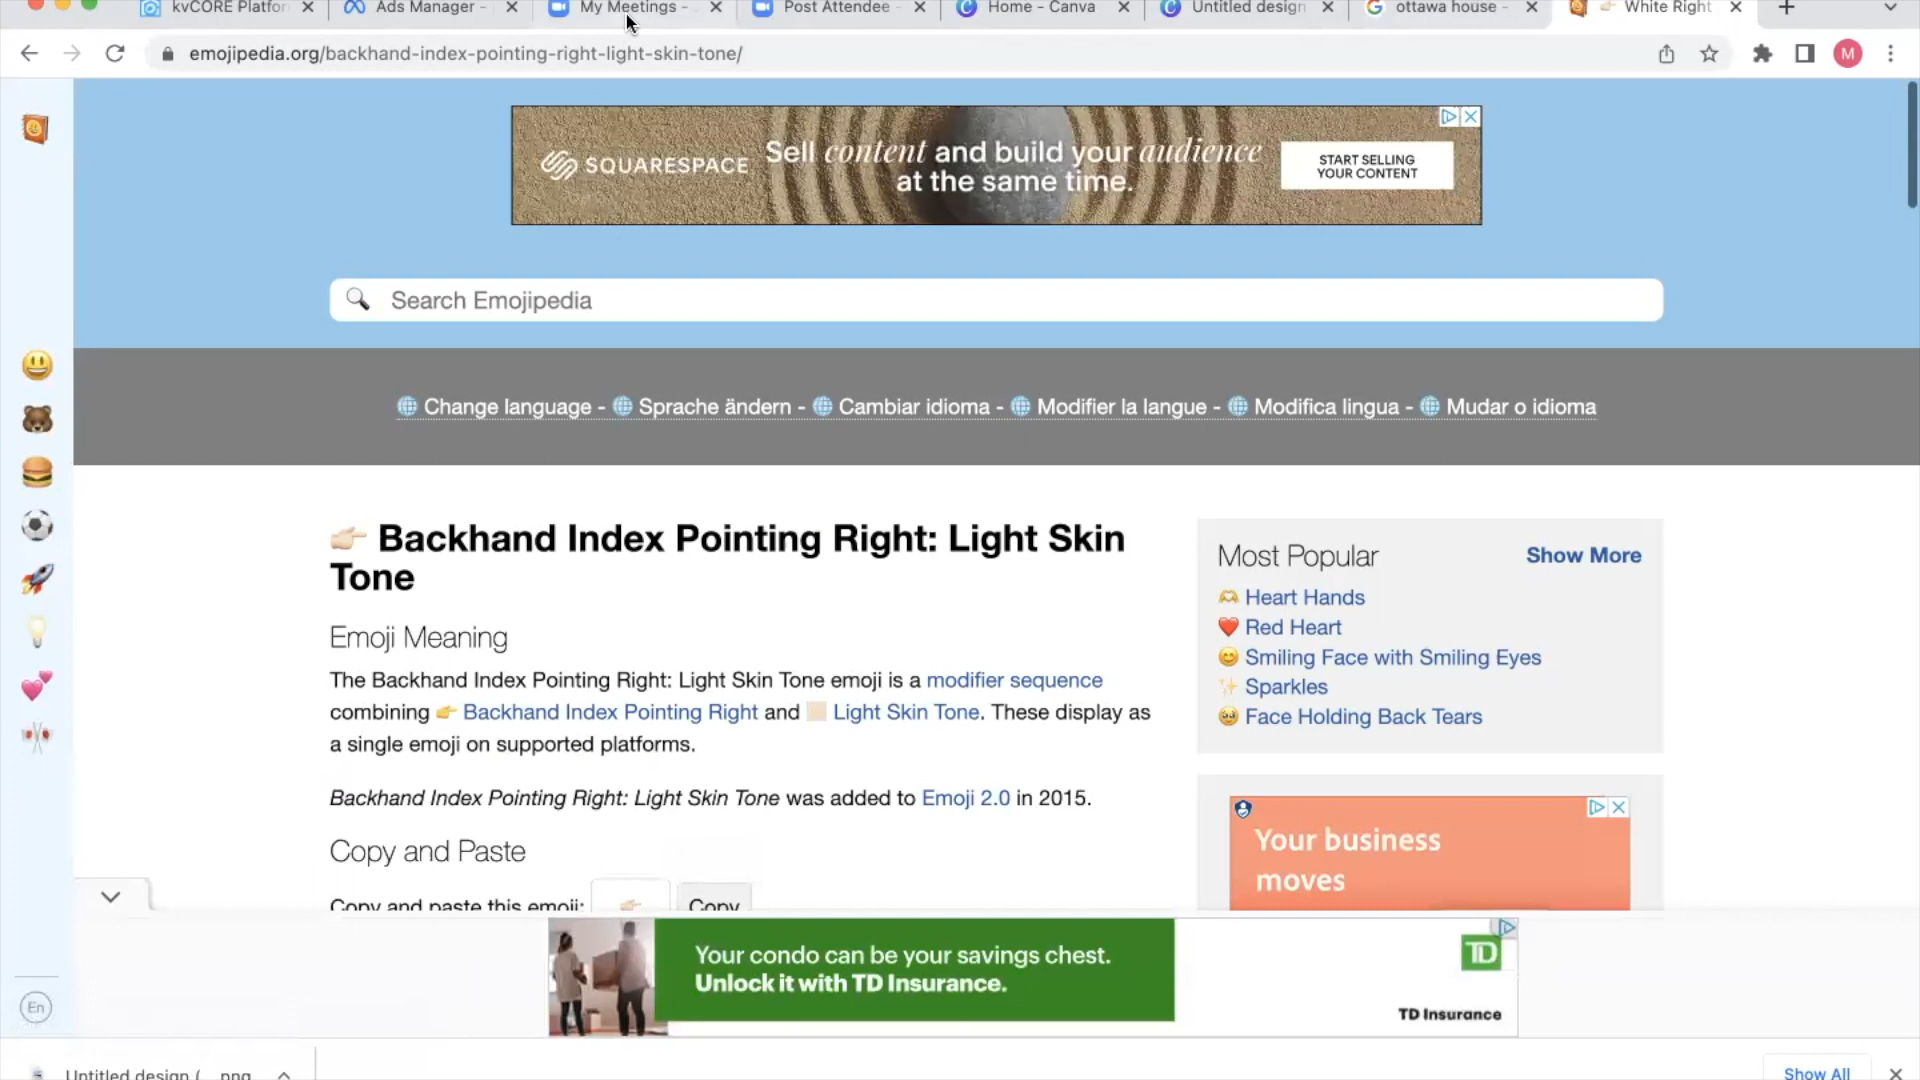 kvCORE Platfor
Ads Manager -
My Meetings -
Post Attendee -
Home - Canva
Untitled design
ottawa house -
White Right
emojipedia.org/backhand-index-pointing-right-light-skin-tone/
M
SQUARESPACE
Sell content and build your audience
at the same time.
START SELLING
YOUR CONTENT
Search Emojipedia
Change language - Sprache ändern - Cambiar idioma - Modifier la langue - Modifica lingua - Mudar o idioma
Backhand Index Pointing Right: Light Skin
Tone
Emoji Meaning
The Backhand Index Pointing Right: Light Skin Tone emoji is a modifier sequence
combining 👉 Backhand Index Pointing Right and 🏻 Light Skin Tone. These display as
a single emoji on supported platforms.
Backhand Index Pointing Right: Light Skin Tone was added to Emoji 2.0 in 2015.
Copy and Paste
Copy and paste this emoji:
Copy
Most Popular
Show More
Heart Hands
Red Heart
Smiling Face with Smiling Eyes
Sparkles
Face Holding Back Tears
Your business
moves
Your condo can be your savings chest.
Unlock it with TD Insurance.
TD
TD Insurance
En
Untitled design (....png
Show All